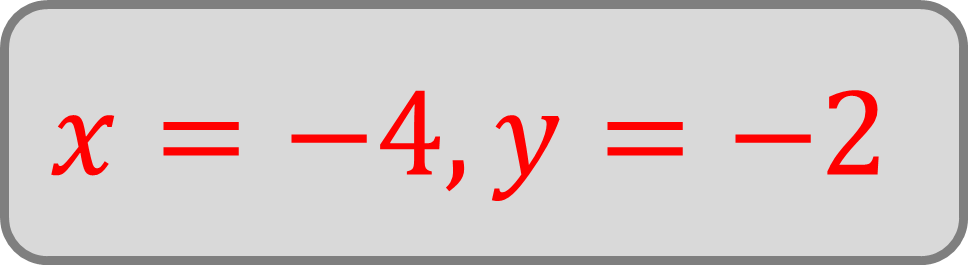 x = −4, y = −2